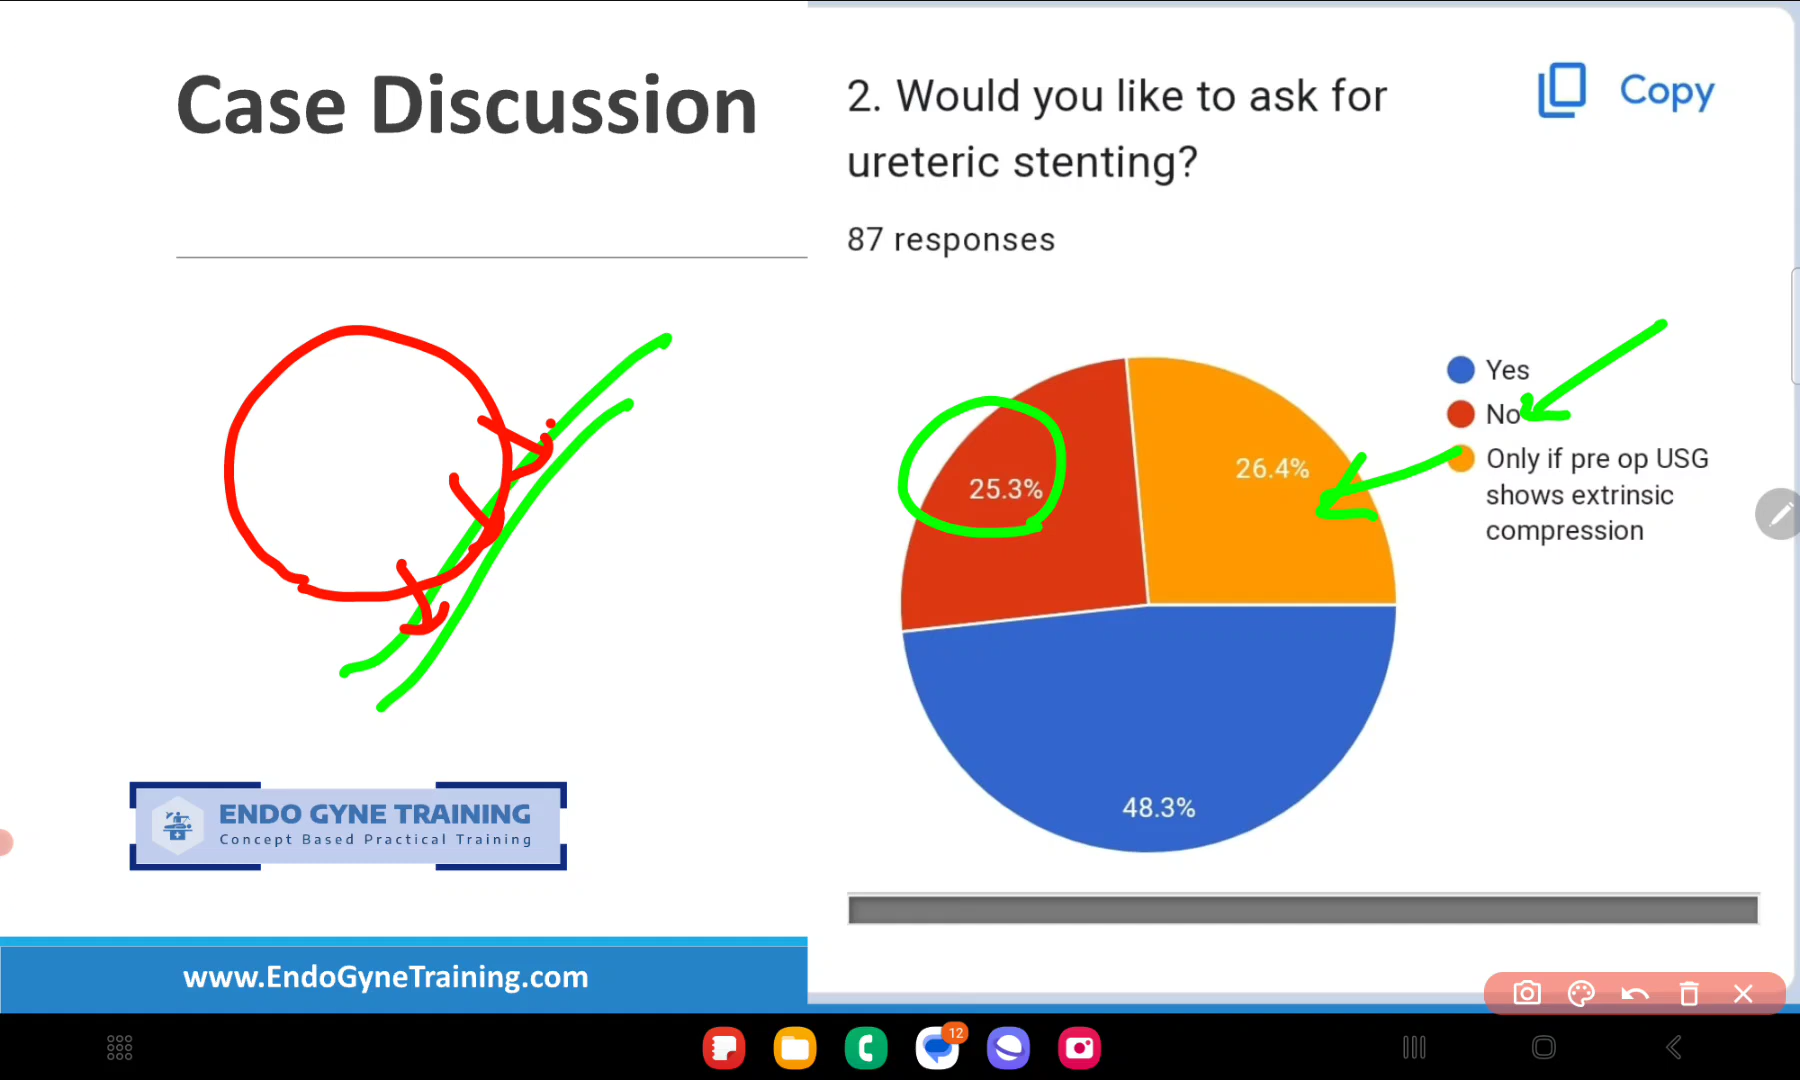 Case Discussion
2. Would you like to ask for
ureteric stenting?
Copy
87 responses
Yes
No
Only if pre op USG
shows extrinsic
compression
25.3%
26.4%
48.3%
ENDO GYNE TRAINING
Concept Based Practical Training
www.EndoGyneTraining.com
12